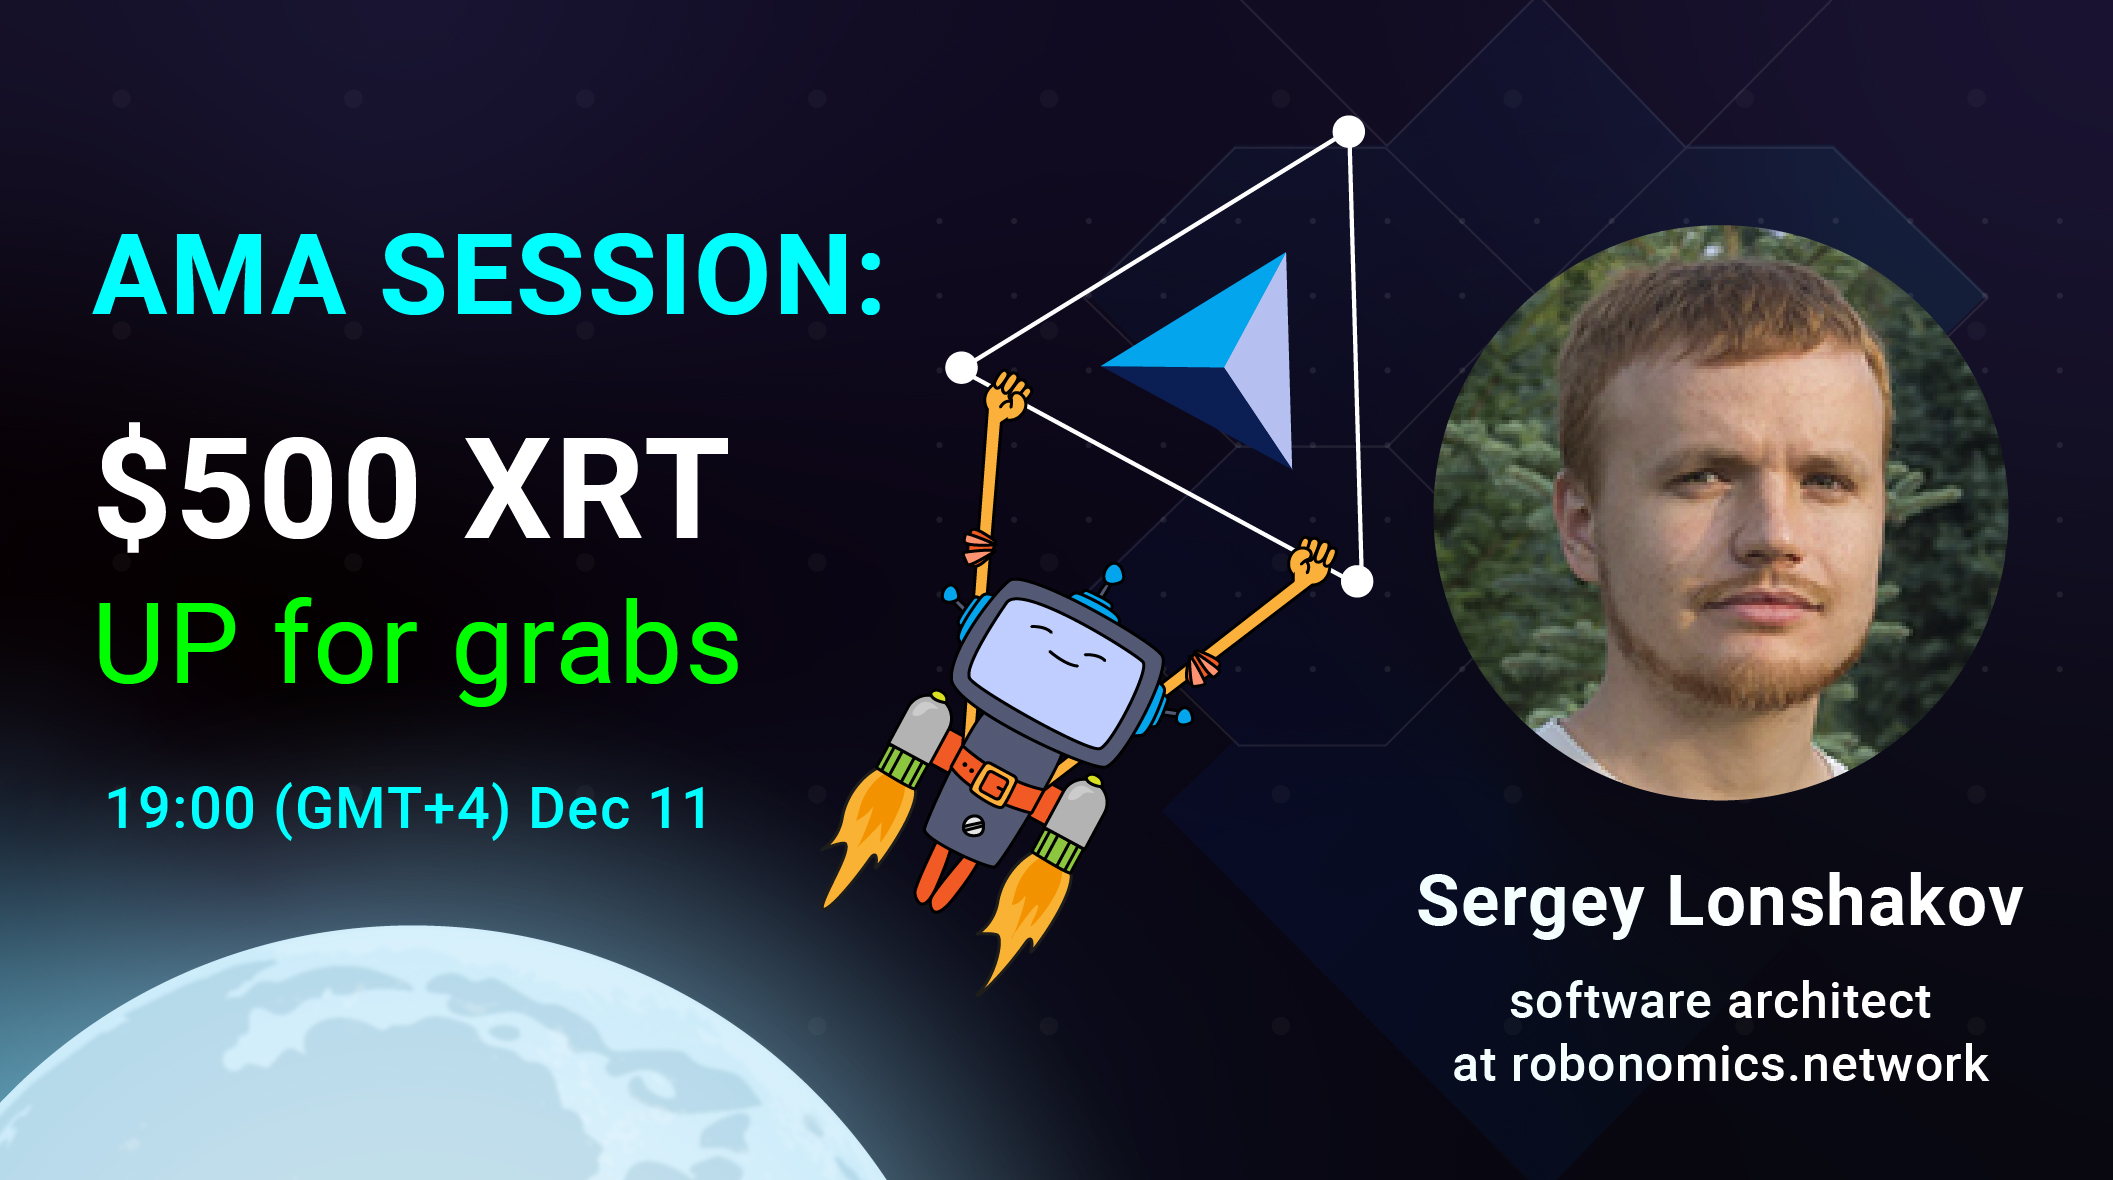 AMA SESSION:
$500 XRT
UP for grabs
19:00 (GMT+4) Dec 11
Sergey Lonshakov
software architect
at robonomics.network